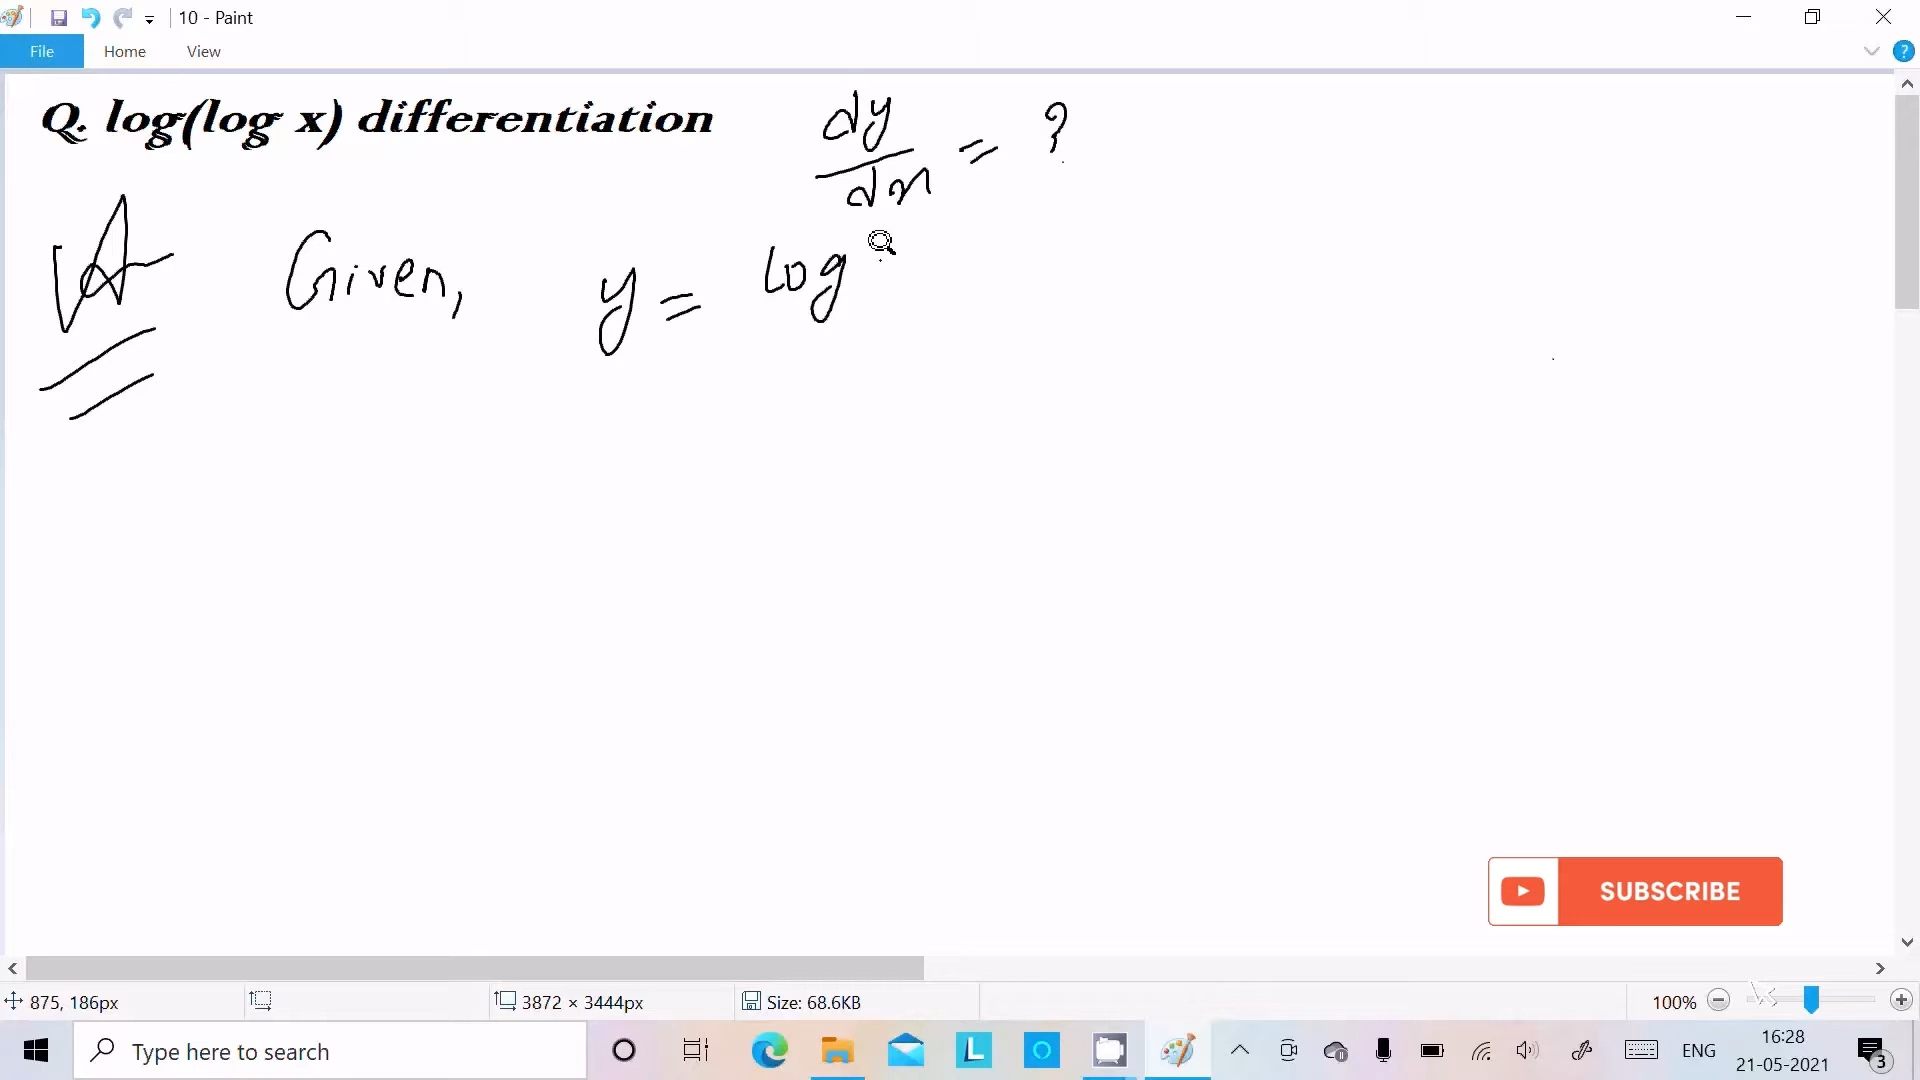 10 - Paint
File Home View
Q. log(log x) differentiation
dy/dx = ?
Given, y = log
SUBSCRIBE
875, 186px 3872 × 3444px Size: 68.6KB 100%
Type here to search
L
ENG
16:28
21-05-2021
3